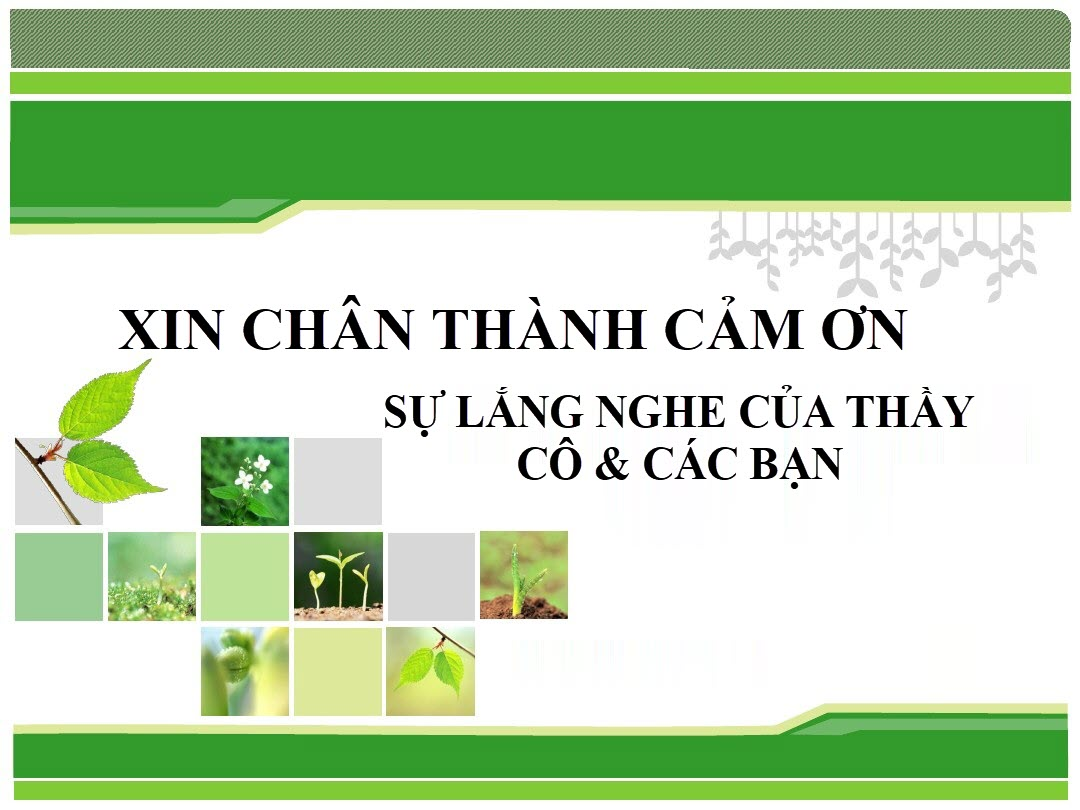 XIN CHÂN THÀNH CẢM ƠN
SỰ LẮNG NGHE CỦA THẦY
CÔ & CÁC BẠN